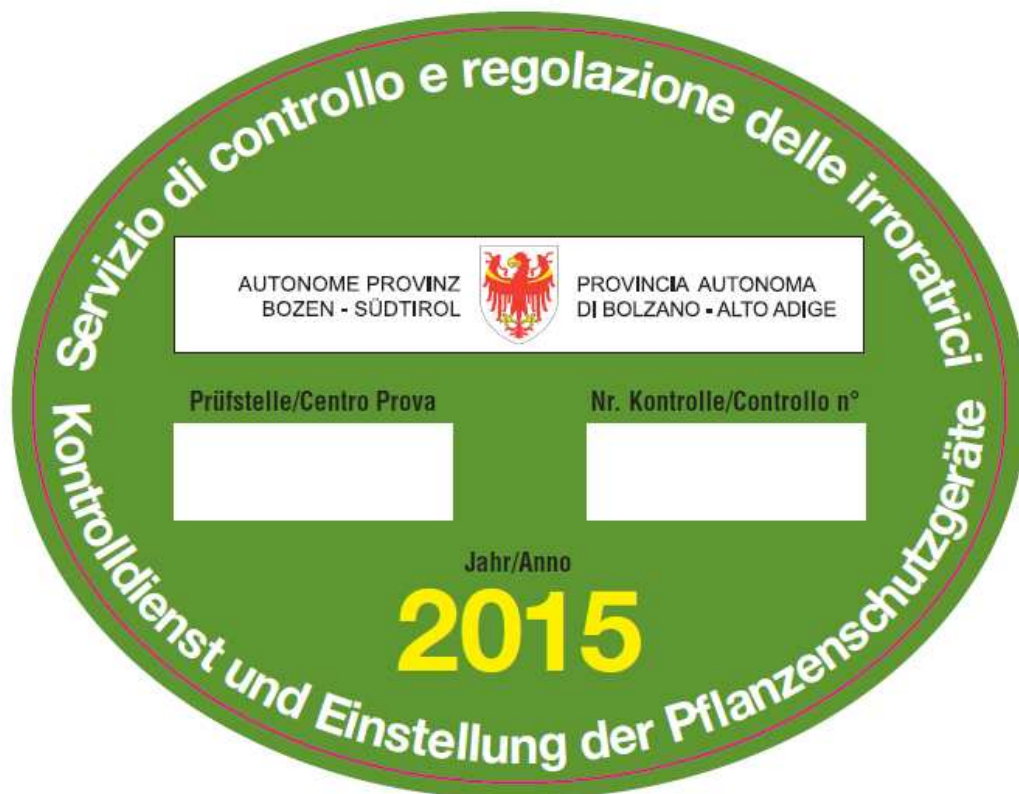 Servizio di controllo e regolazione delle irroratrici
AUTONOME PROVINZ
BOZEN - SÜDTIROL
PROVINCIA AUTONOMA
DI BOLZANO - ALTO ADIGE
Prüfstelle/Centro Prova
Nr. Kontrolle/Controllo n°
Jahr/Anno
2015
Kontrolldienst und Einstellung der Pflanzenschutzgeräte